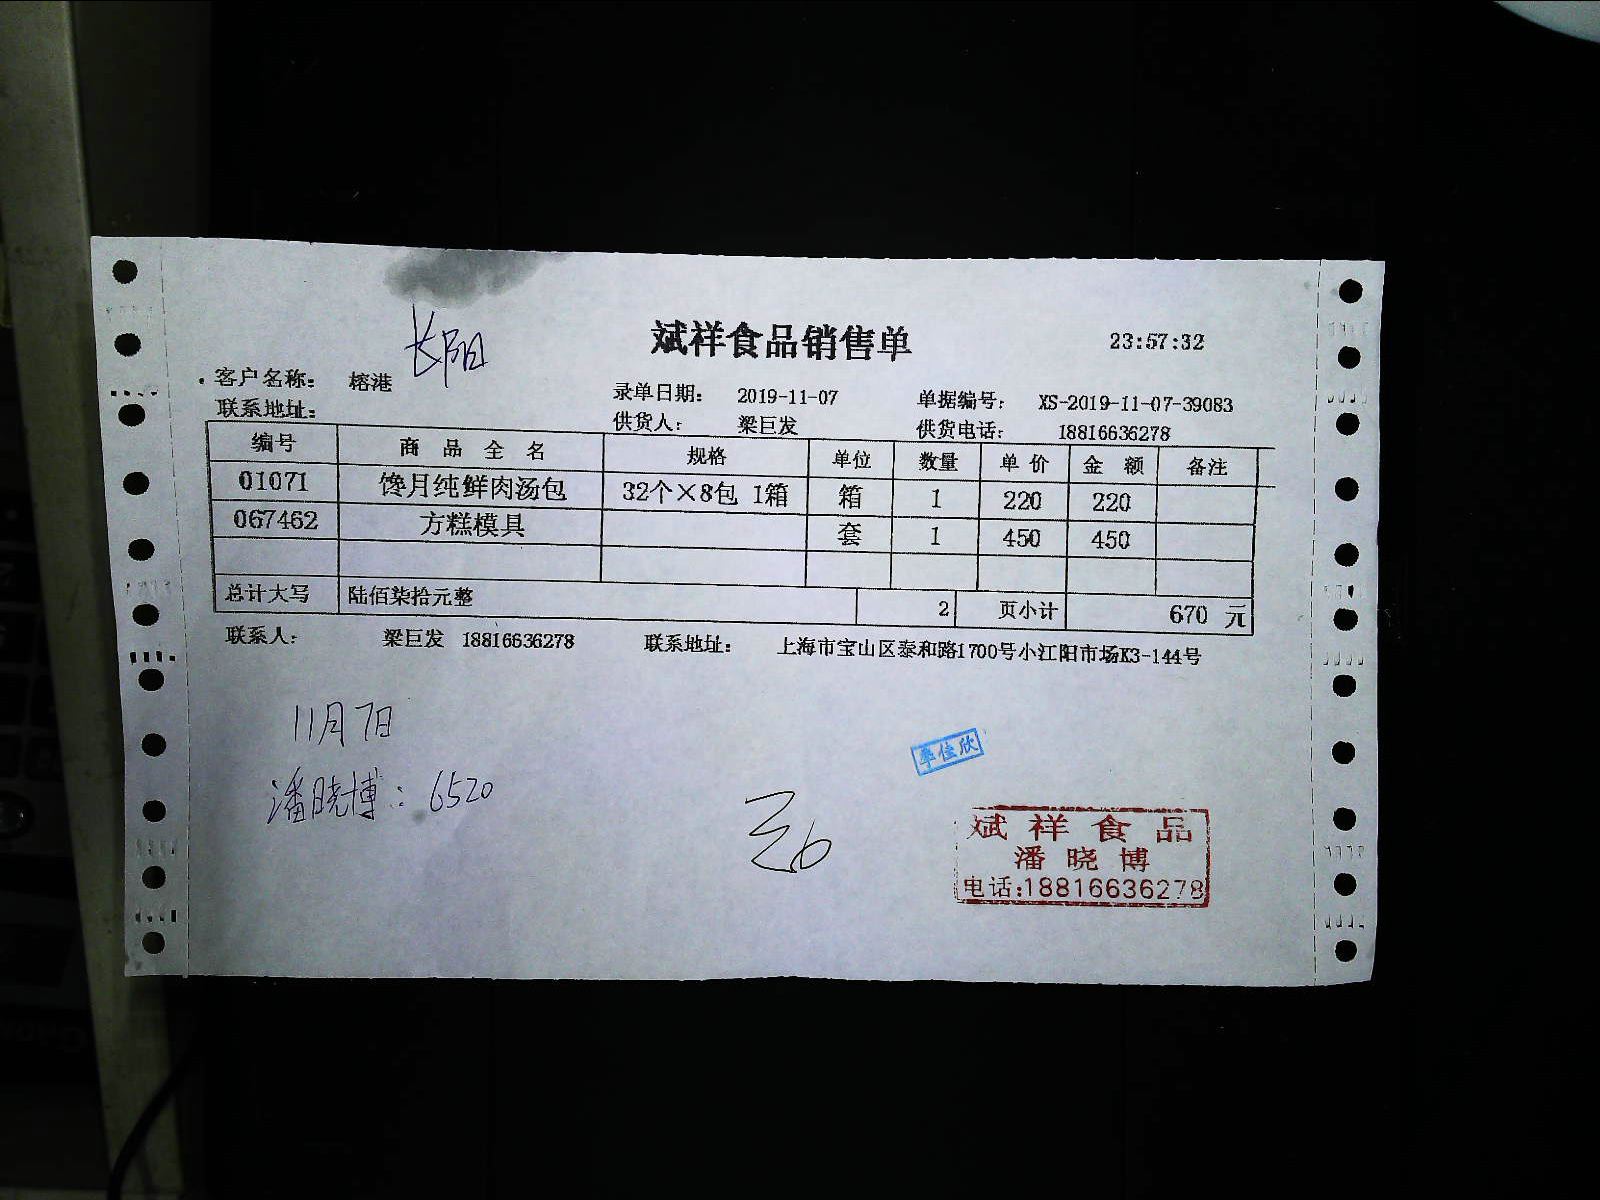 长阳
斌祥食品销售单
23:57:32
客户名称： 榕港 录单日期： 2019-11-07 单据编号： XS-2019-11-07-39083
联系地址： 供货人： 梁巨发 供货电话： 18816636278
编号 商品全名 规格 单位 数量 单价 金额 备注
01071 馋月纯鲜肉汤包 32个×8包 1箱 箱 1 220 220
067462 方糕模具 套 1 450 450
总计大写 陆佰柒拾元整 2 页小计 670 元
联系人： 梁巨发 18816636278 联系地址： 上海市宝山区泰和路1700号小江阳市场K3-144号
11月7日
潘晓博：6520
李佳欣
斌祥食品
潘晓博
电话:18816636278